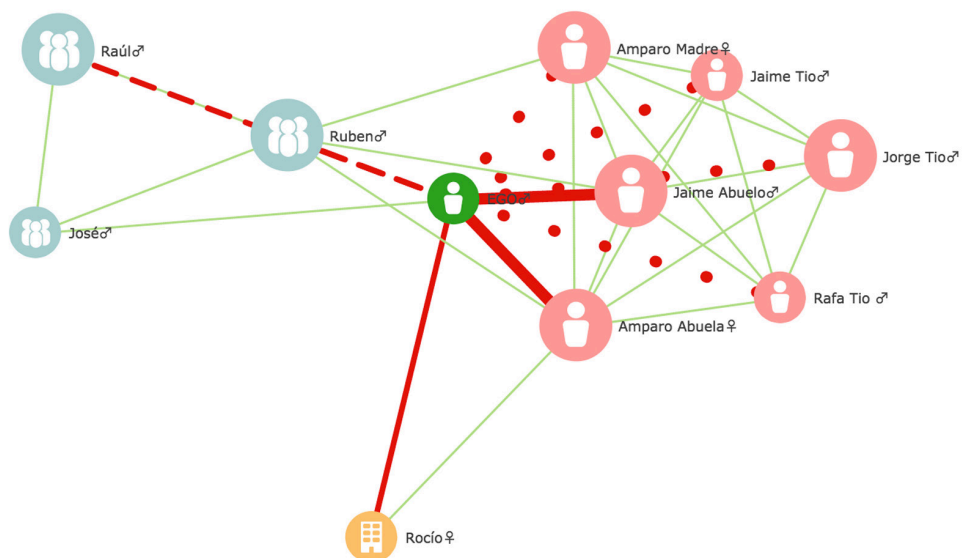 Raúl♂
Amparo Madre♀
Jaime Tio♂
Ruben♂
Jorge Tio♂
EGO♂
Jaime Abuelo♂
José♂
Rafa Tio ♂
Amparo Abuela♀
Rocío♀